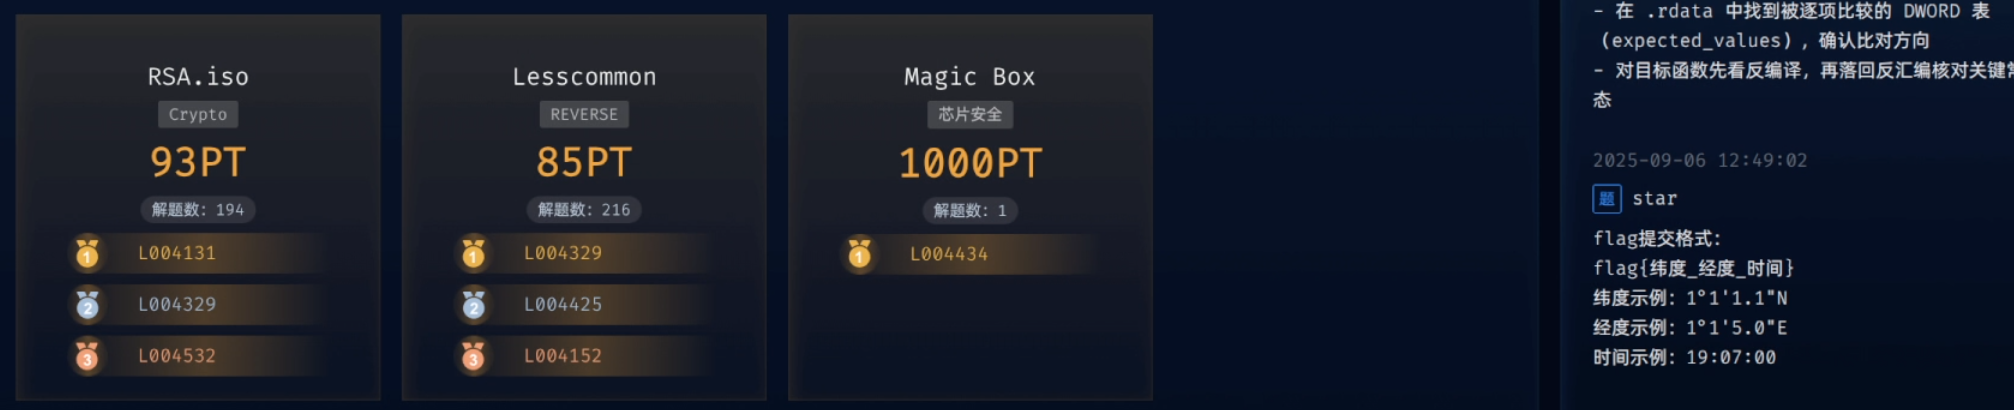 RSA.iso
Crypto
93PT
解题数: 194
1
L004131
2
L004329
3
L004532
Lesscommon
REVERSE
85PT
解题数: 216
1
L004329
2
L004425
3
L004152
Magic Box
芯片安全
1000PT
解题数: 1
1
L004434
- 在 .rdata 中找到被逐项比较的 DWORD 表
(expected_values), 确认比对方向
- 对目标函数先看反编译, 再落回反汇编核对关键
态
2025-09-06 12:49:02
题 star
flag提交格式:
flag{纬度_经度_时间}
纬度示例: 1°1'1.1"N
经度示例: 1°1'5.0"E
时间示例: 19:07:00